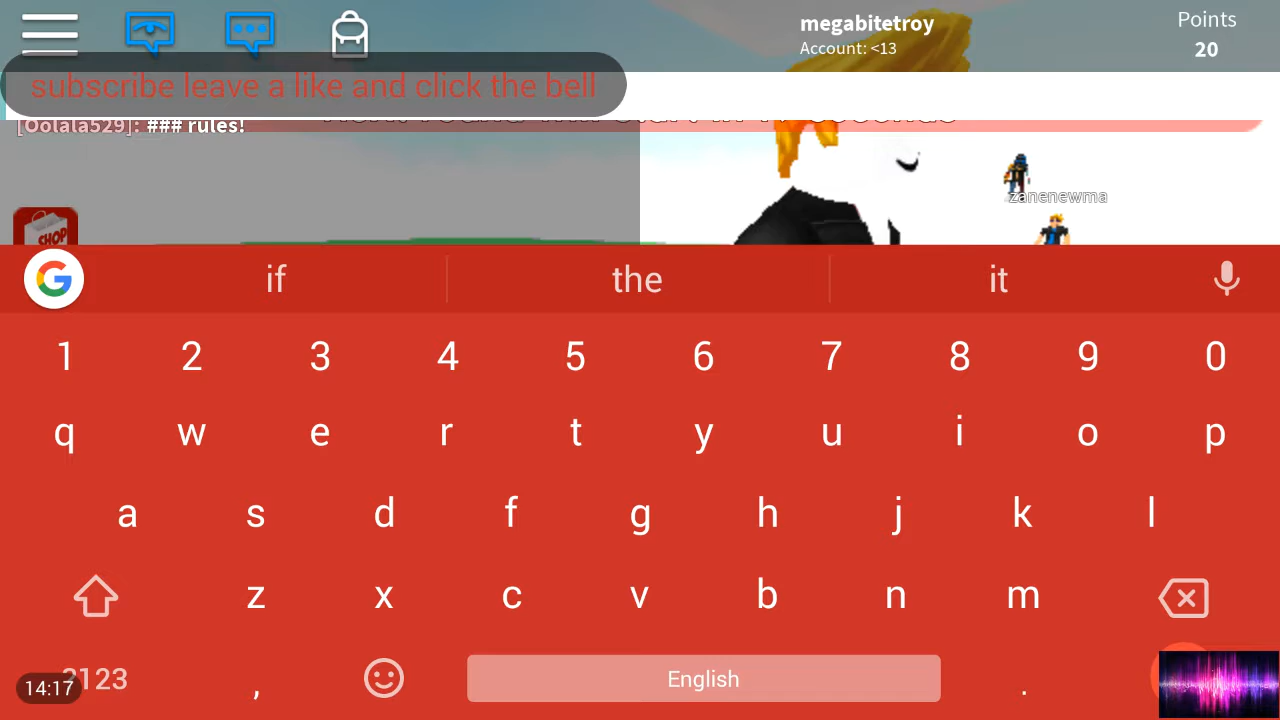 megabitetroy
Account: <13
Points
20
subscribe leave a like and click the bell
[Oolala529]: ### rules!
zanenewma
SHOP
G
if the it
1 2 3 4 5 6 7 8 9 0
q w e r t y u i o p
a s d f g h j k l
z x c v b n m
14:17
, English .